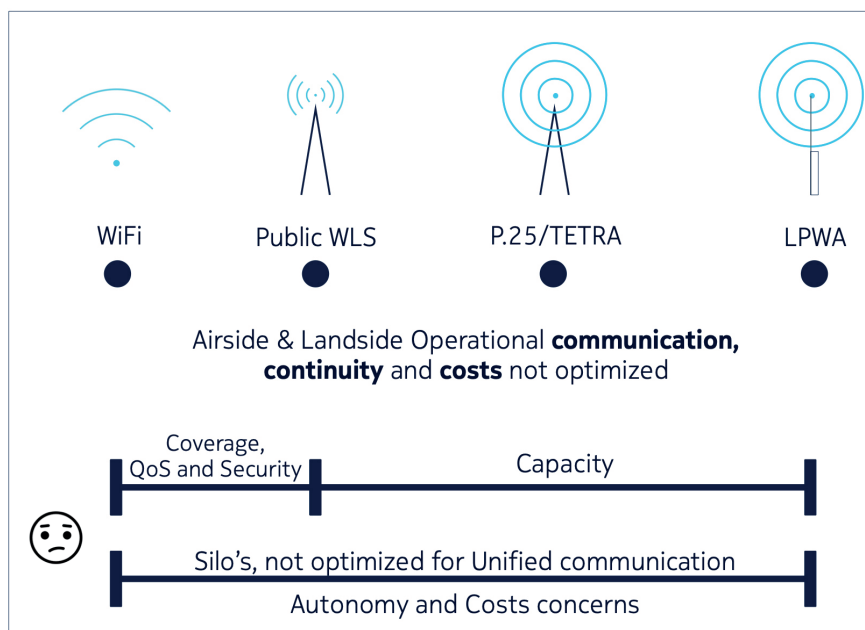 WiFi
Public WLS
P.25/TETRA
LPWA
Airside & Landside Operational communication,
continuity and costs not optimized
Coverage,
QoS and Security
Capacity
Silo's, not optimized for Unified communication
Autonomy and Costs concerns